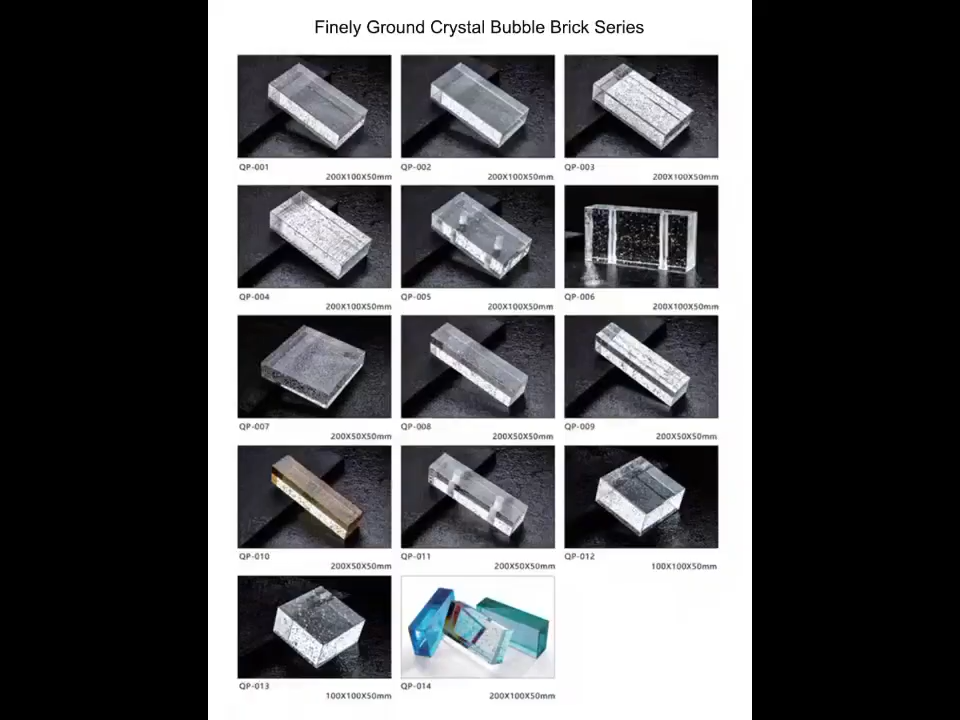 Finely Ground Crystal Bubble Brick Series
QP-001
200X100X50mm
QP-002
200X100X50mm
QP-003
200X100X50mm
QP-004
200X100X50mm
QP-005
200X100X50mm
QP-006
200X100X50mm
QP-007
200X50X50mm
QP-008
200X50X50mm
QP-009
200X50X50mm
QP-010
200X50X50mm
QP-011
200X50X50mm
QP-012
100X100X50mm
QP-013
100X100X50mm
QP-014
200X100X50mm